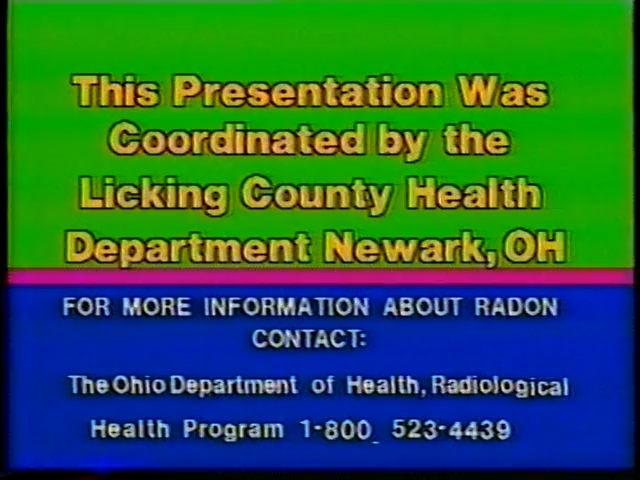 This Presentation Was
Coordinated by the
Licking County Health
Department Newark, OH
FOR MORE INFORMATION ABOUT RADON
CONTACT:
The Ohio Department of Health, Radiological
Health Program 1-800 523-4439